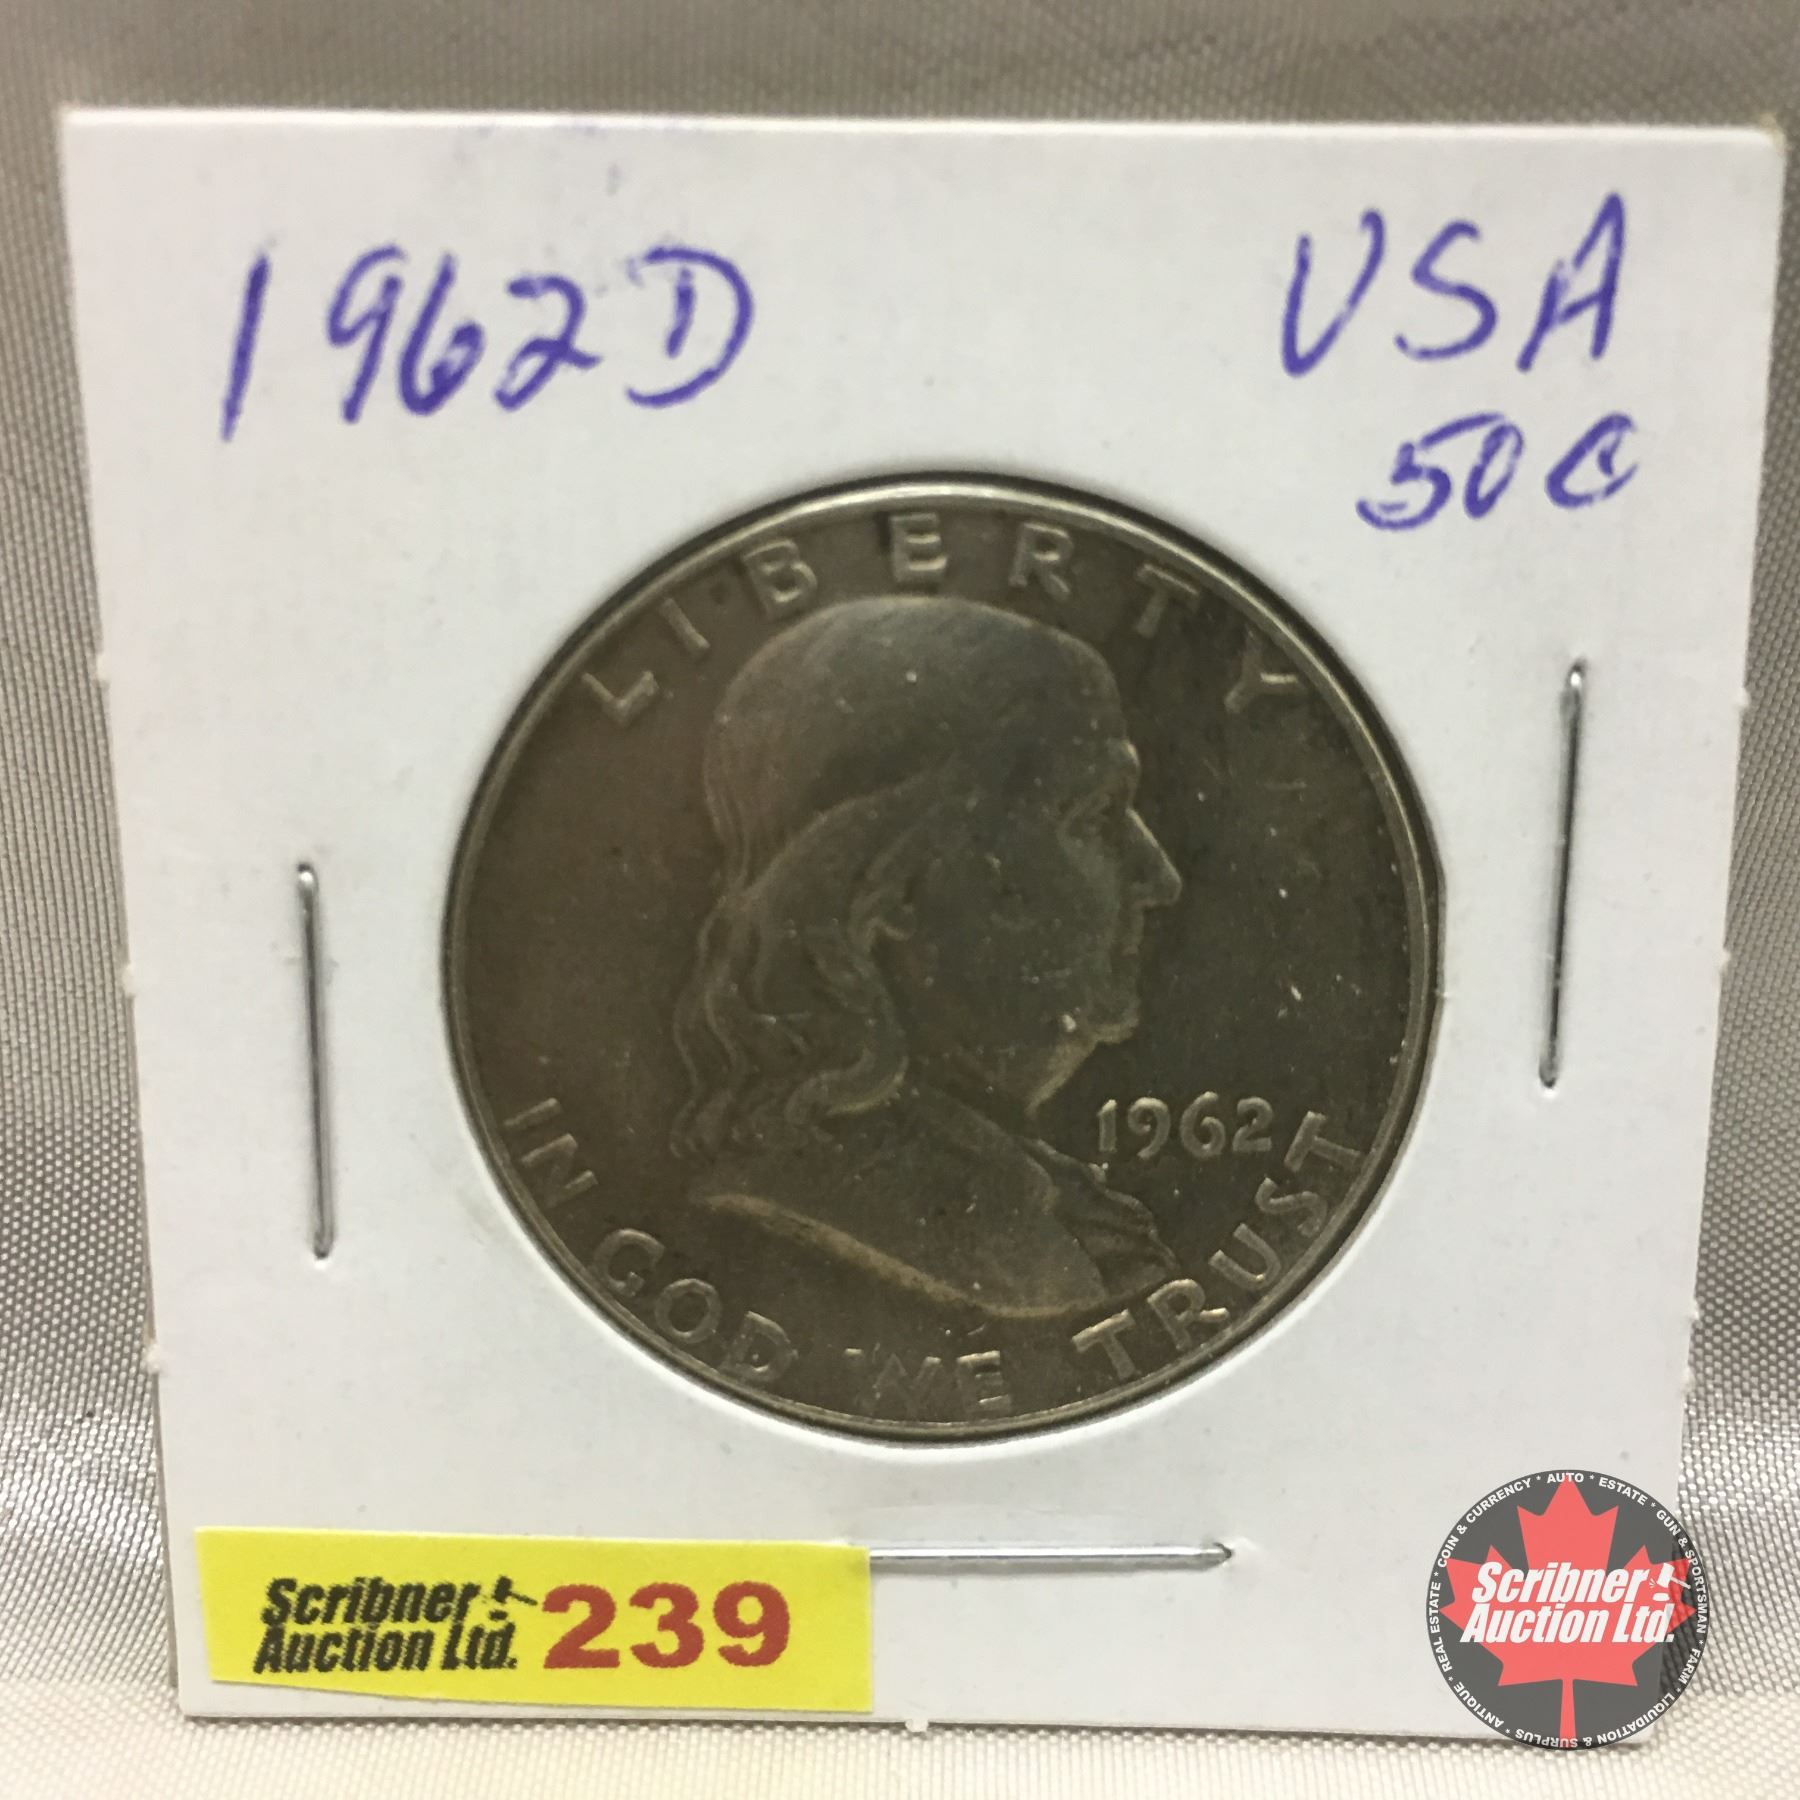 1962D
USA
50¢
LIBERTY
1962
IN GOD WE TRUST
Scribner
Auction Ltd.
239
REAL ESTATE * COIN & CURRENCY * AUTO * ESTATE * GUN & SPORTSMAN * FARM * LIQUIDATION & SURPLUS * ANTIQUE *
Scribner
Auction Ltd.